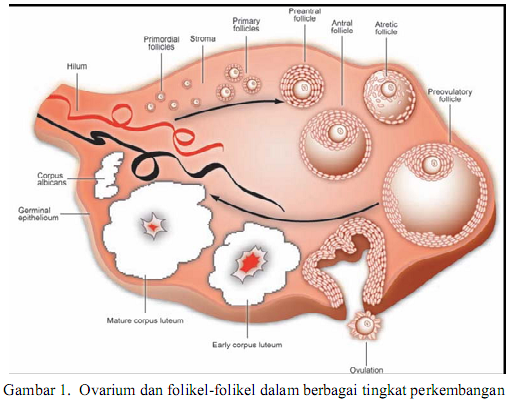 Preantral
follicle
Primary
follicles
Primordial
follicles
Stroma
Antral
follicle
Atretic
follicle
Hilum
Preovulatory
follicle
Corpus
albicans
Germinal
epithelioum
Mature corpus luteum
Early corpus luteum
Ovulation
Gambar 1. Ovarium dan folikel-folikel dalam berbagai tingkat perkembangan